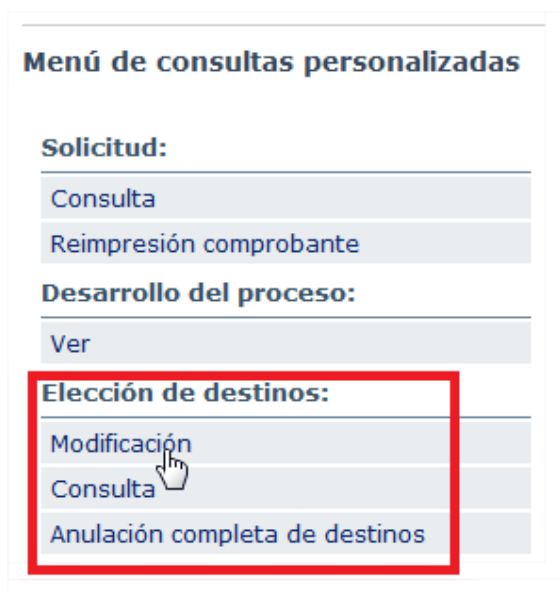 Menú de consultas personalizadas
Solicitud:
Consulta
Reimpresión comprobante
Desarrollo del proceso:
Ver
Elección de destinos:
Modificación
Consulta
Anulación completa de destinos